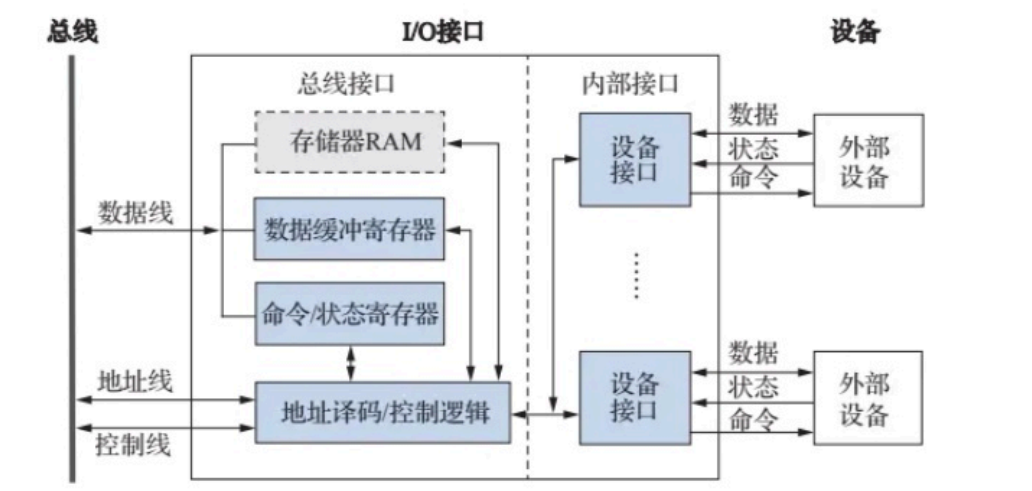 总线
I/O接口
设备
总线接口
内部接口
存储器RAM
数据缓冲寄存器
命令/状态寄存器
地址译码/控制逻辑
数据线
地址线
控制线
设备
接口
数据
状态
命令
外部
设备
......
设备
接口
数据
状态
命令
外部
设备